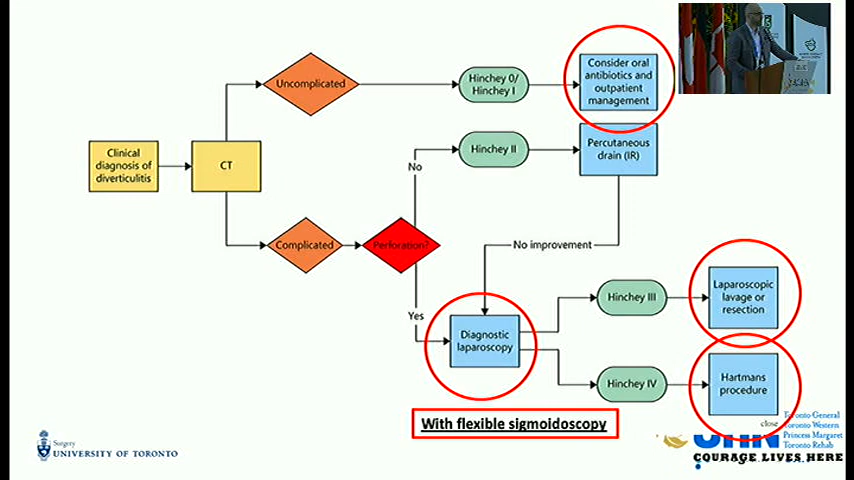 Uncomplicated
Hinchey 0/
Hinchey I
Consider oral
antibiotics and
outpatient
management
Clinical
diagnosis of
diverticulitis
CT
No
Hinchey II
Percutaneous
drain (IR)
Complicated
Perforation?
No improvement
Yes
Diagnostic
laparoscopy
Hinchey III
Laparoscopic
lavage or
resection
Hinchey IV
Hartmans
procedure
With flexible sigmoidoscopy
Surgery
UNIVERSITY OF TORONTO
close
Toronto General
Toronto Western
Princess Margaret
Toronto Rehab
COURAGE LIVES HERE